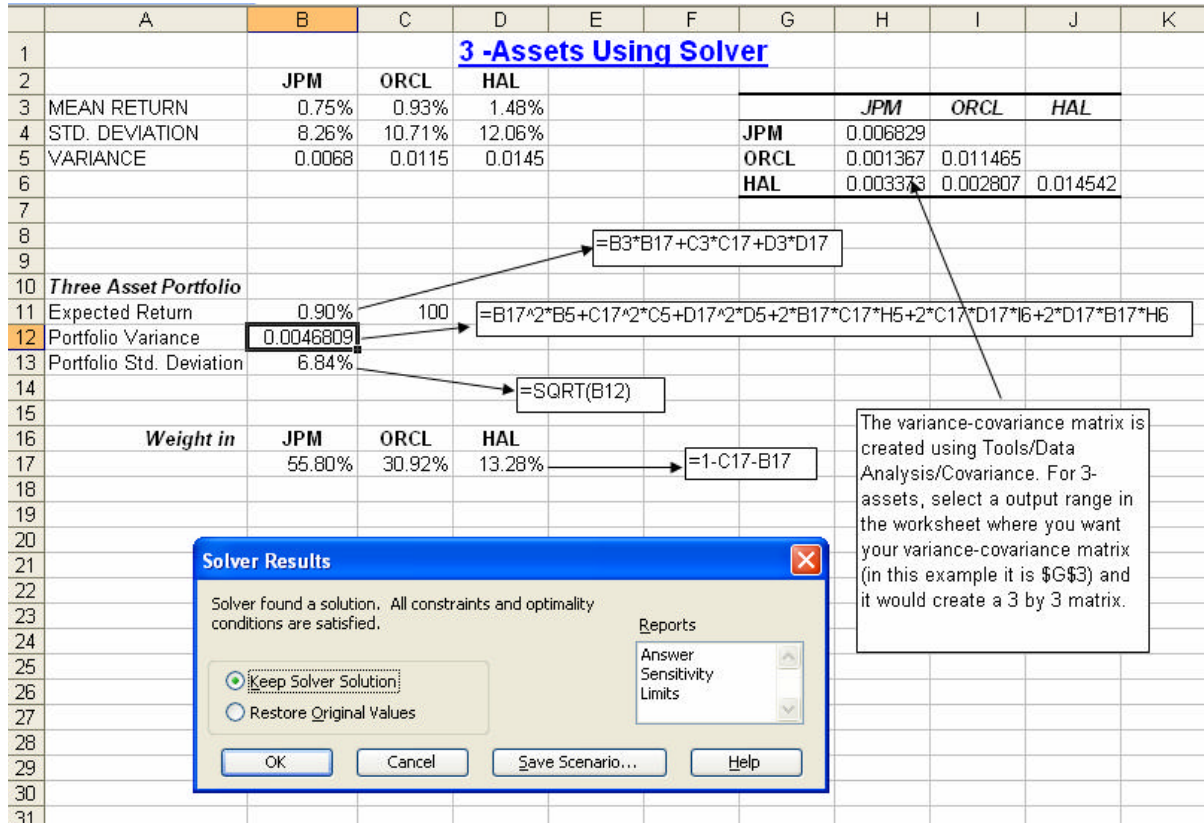 A B C D E F G H I J K
1 3 -Assets Using Solver
2 JPM ORCL HAL
3 MEAN RETURN 0.75% 0.93% 1.48% JPM ORCL HAL
4 STD. DEVIATION 8.26% 10.71% 12.06% JPM 0.006829
5 VARIANCE 0.0068 0.0115 0.0145 ORCL 0.001367 0.011465
6 HAL 0.003373 0.002807 0.014542
7
8 =B3*B17+C3*C17+D3*D17
9
10 Three Asset Portfolio
11 Expected Return 0.90% 100 =B17^2*B5+C17^2*C5+D17^2*D5+2*B17*C17*H5+2*C17*D17*I6+2*D17*B17*H6
12 Portfolio Variance 0.0046809
13 Portfolio Std. Deviation 6.84%
14 =SQRT(B12)
15
16 Weight in JPM ORCL HAL
17 55.80% 30.92% 13.28% =1-C17-B17
The variance-covariance matrix is
created using Tools/Data
Analysis/Covariance. For 3-
assets, select a output range in
the worksheet where you want
your variance-covariance matrix
(in this example it is $G$3) and
it would create a 3 by 3 matrix.
18
19
20
21
22
23
24
25
26
27
28
29
30
31
Solver Results
Solver found a solution. All constraints and optimality
conditions are satisfied.
Reports
Answer
Sensitivity
Limits
Keep Solver Solution
Restore Original Values
OK Cancel Save Scenario... Help